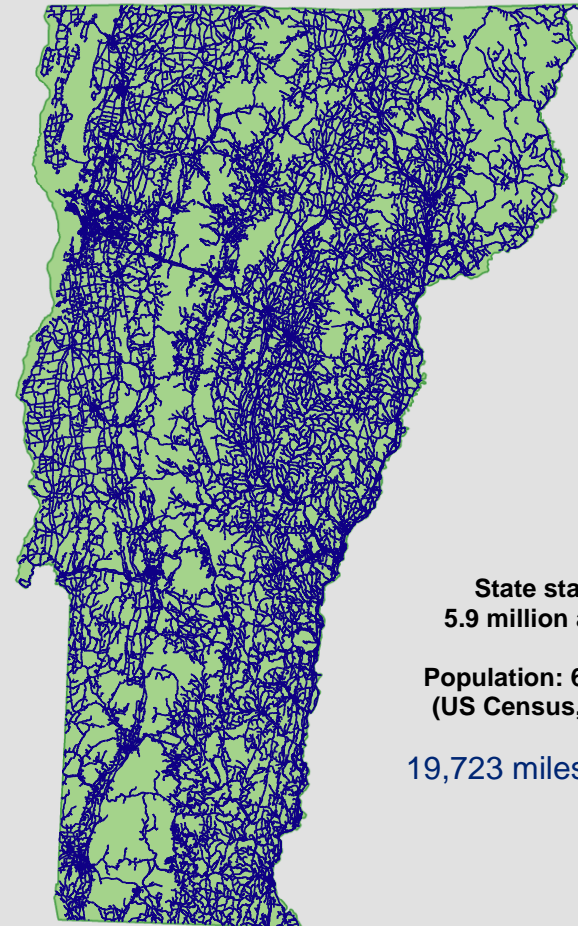 State sta
5.9 million a
Population: 6
(US Census,
19,723 miles